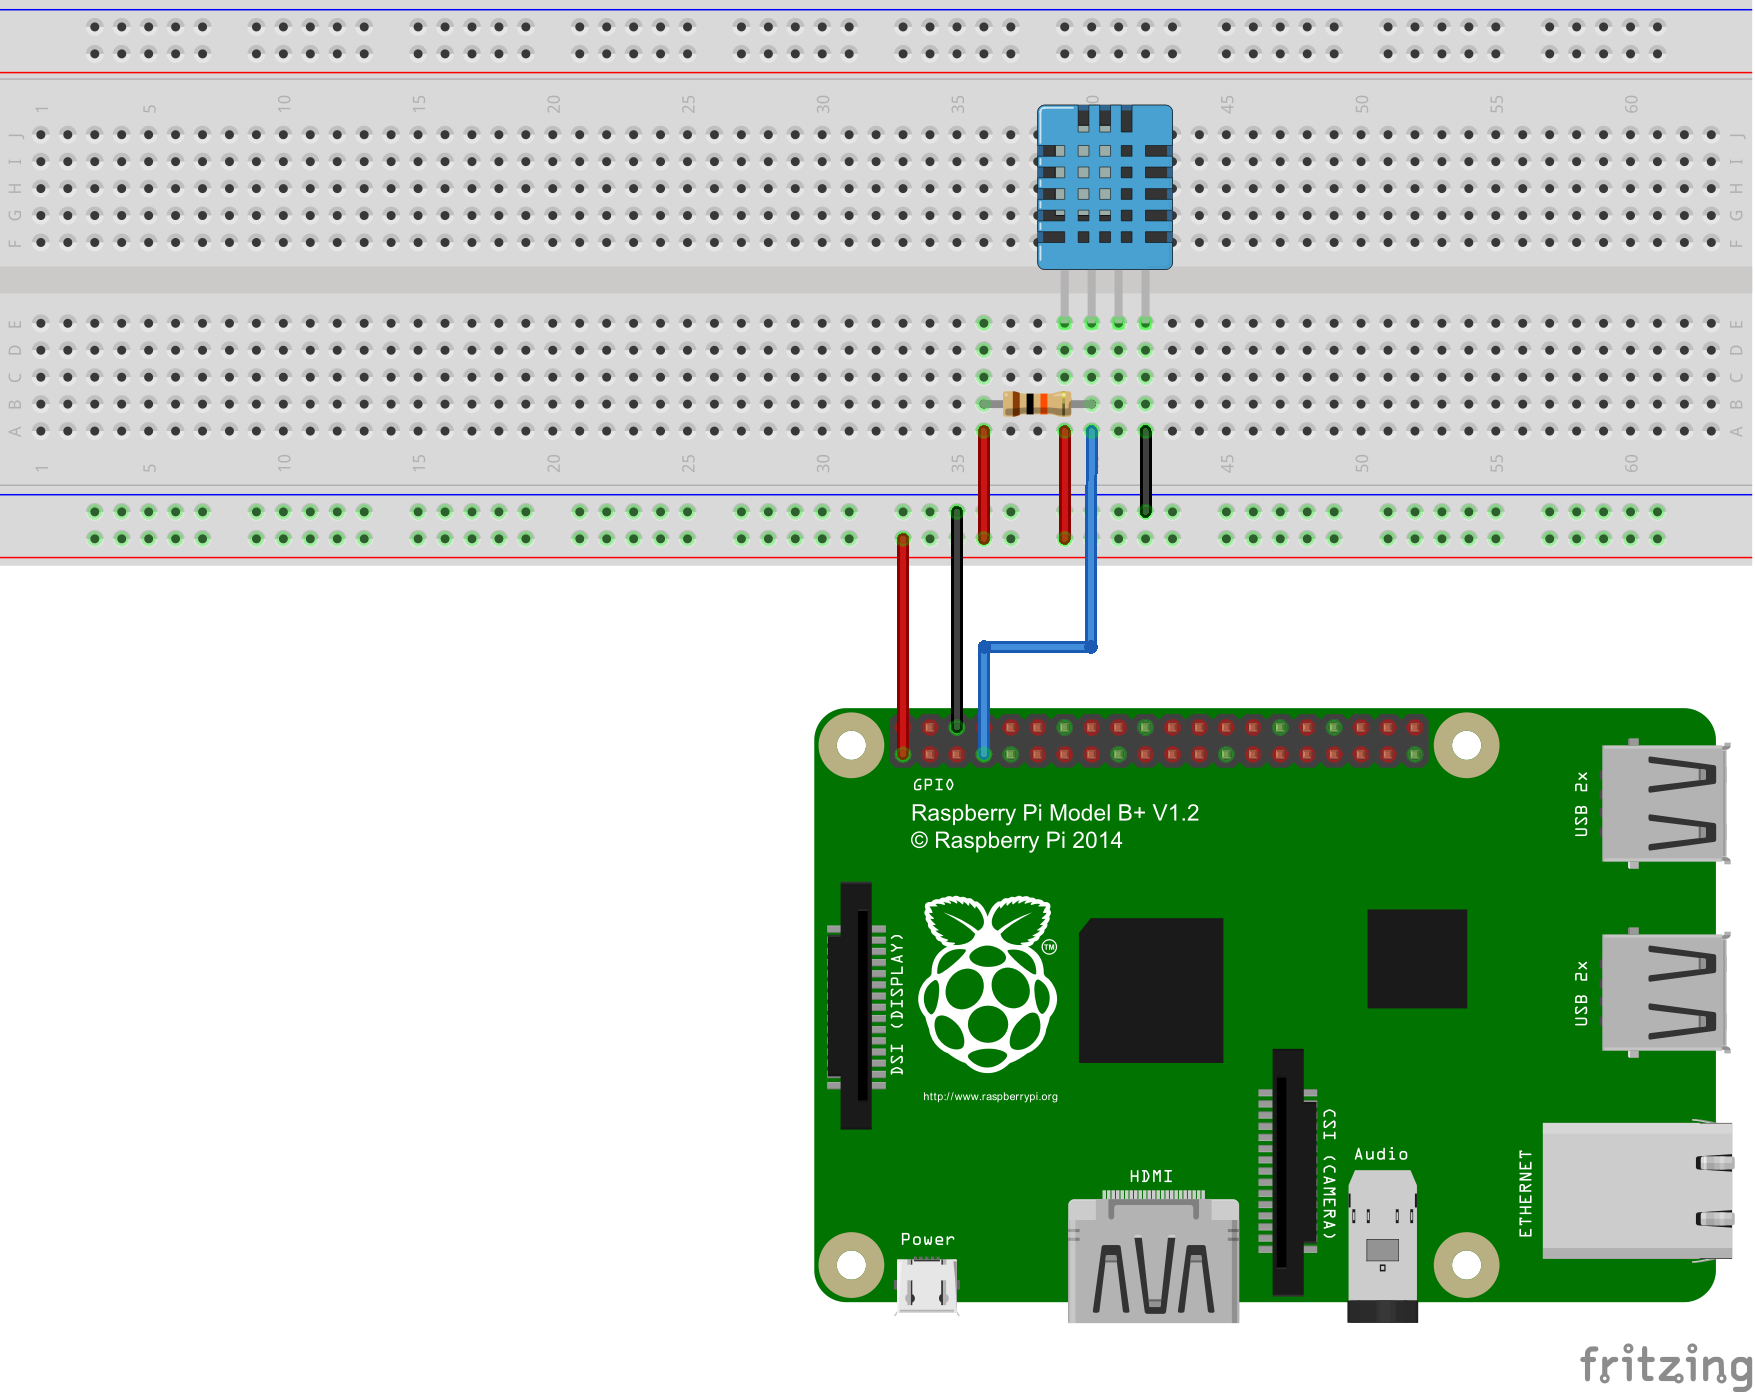 1 5 10 15 20 25 30 35 40 45 50 55 60
J J
I I
H H
G G
F F
E E
D D
C C
B B
A A
1 5 10 15 20 25 30 35 45 50 55 60
GPIO
Raspberry Pi Model B+ V1.2
© Raspberry Pi 2014
USB 2x
DSI (DISPLAY)
TM
USB 2x
http://www.raspberrypi.org
CSI (CAMERA)
Audio
ETHERNET
HDMI
Power
fritzing